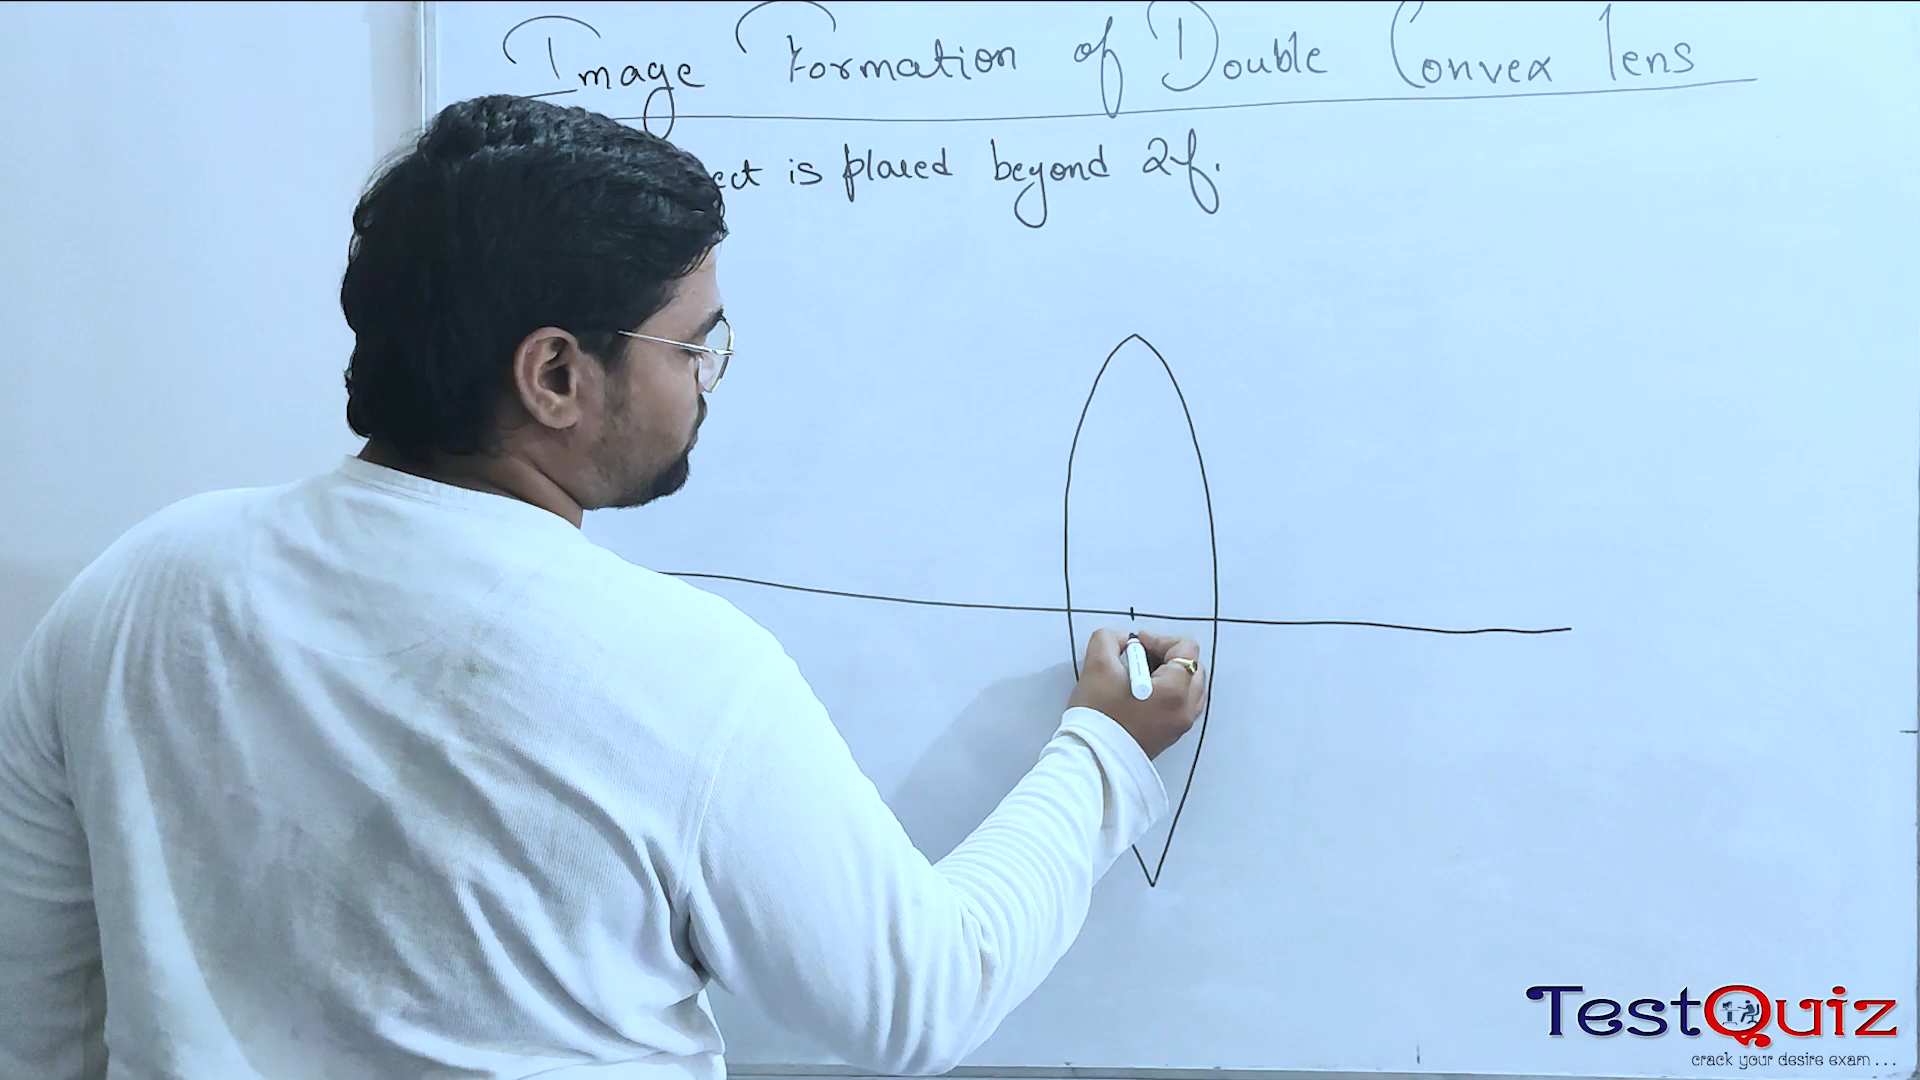 Image Formation of Double Convex lens
ect is placed beyond 2f.
TestQuiz
crack your desire exam ...